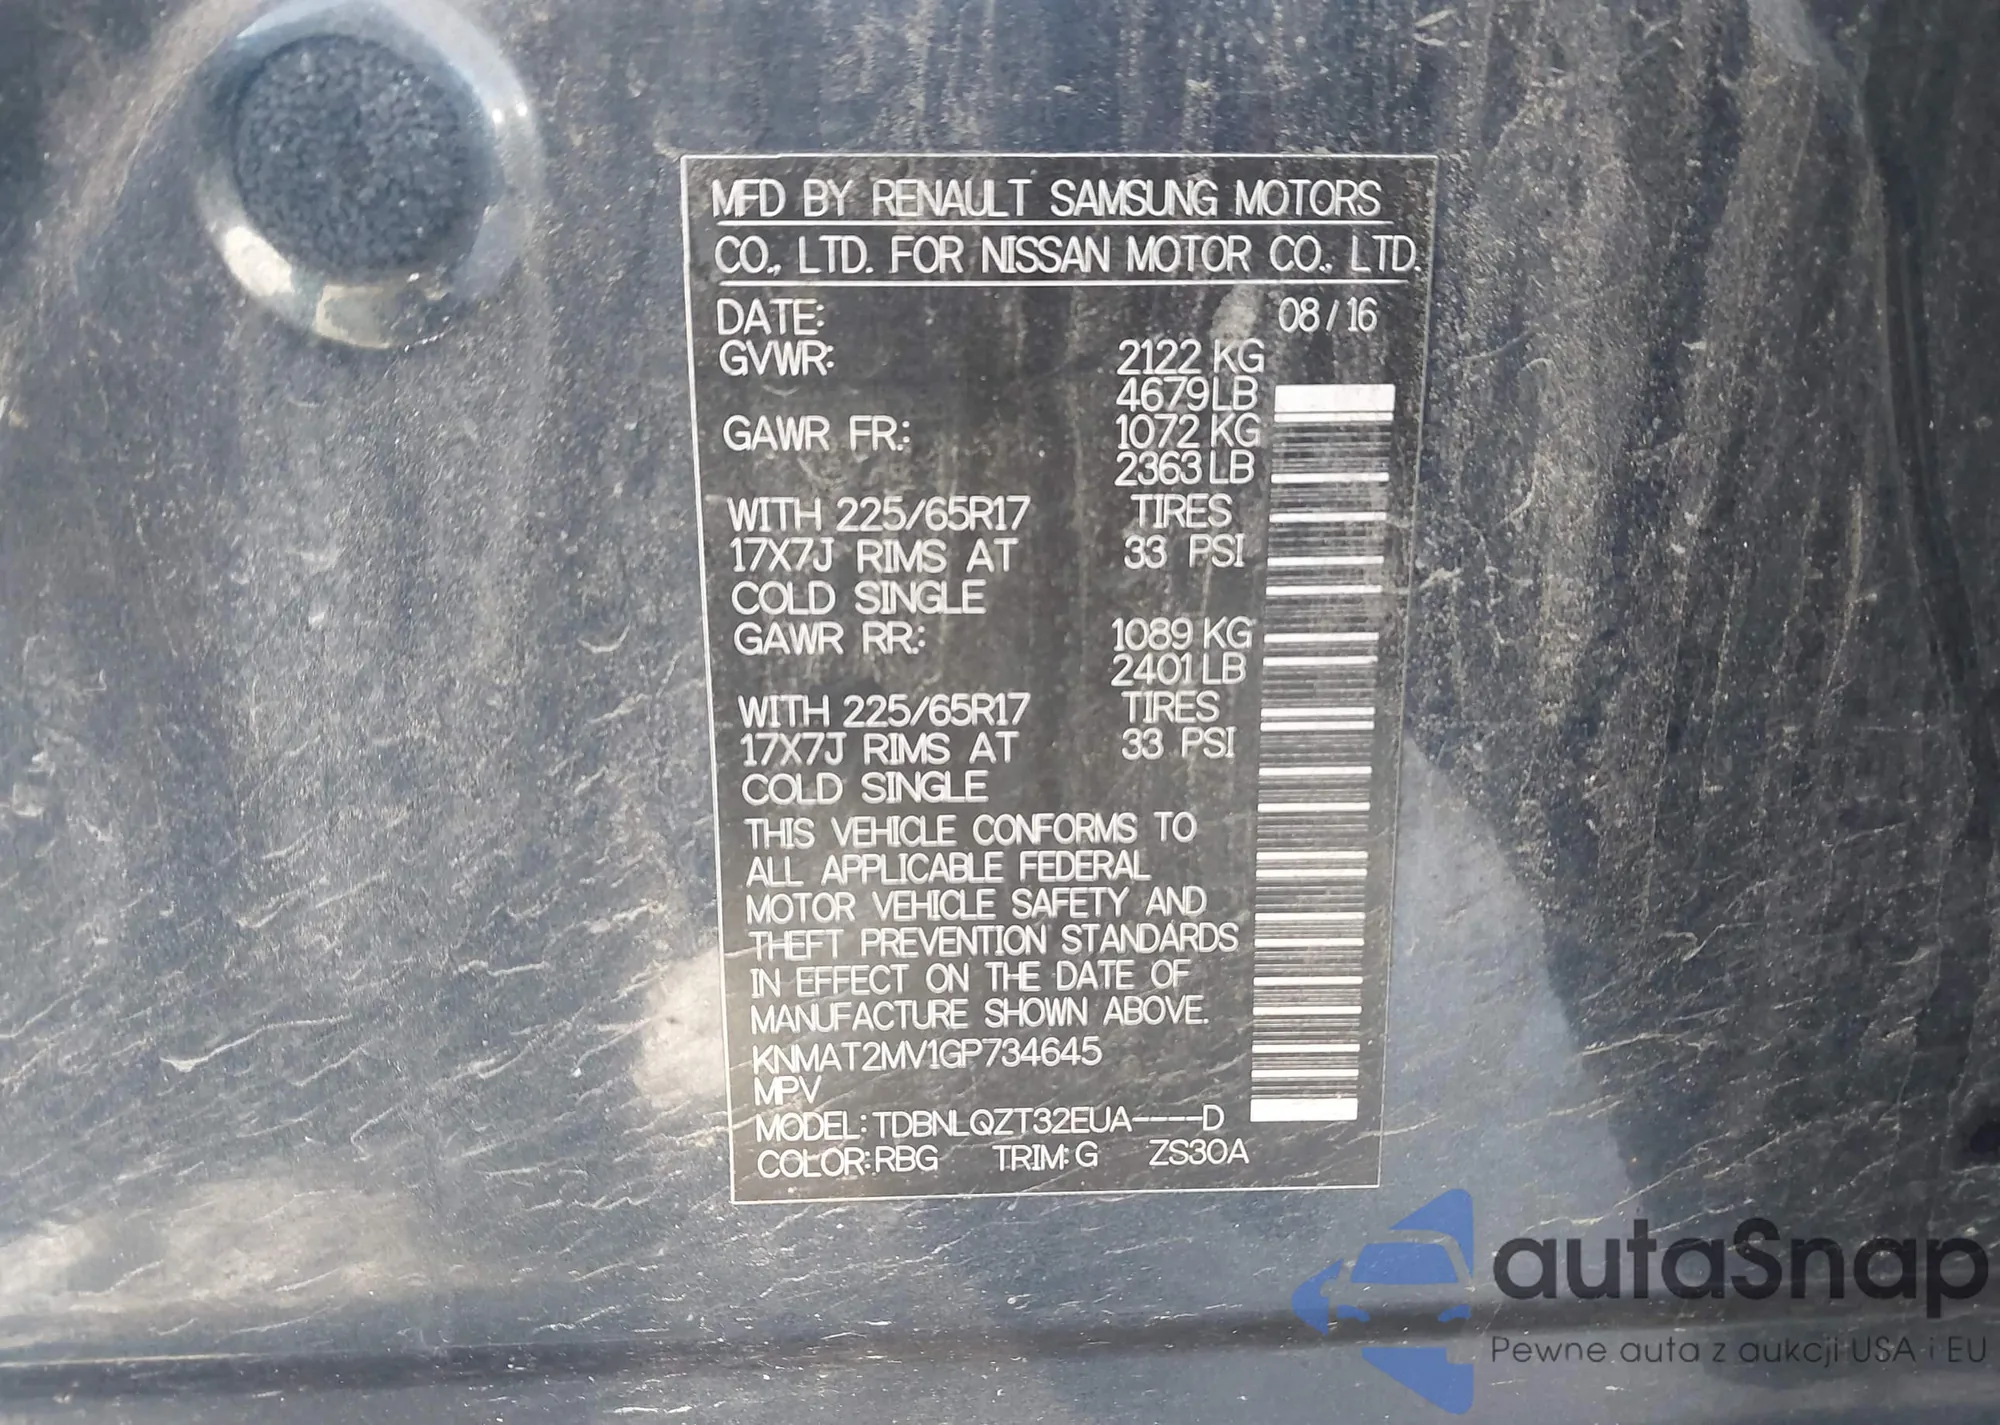 MFD BY RENAULT SAMSUNG MOTORS
CO., LTD. FOR NISSAN MOTOR CO., LTD.
DATE: 08/16
GVWR: 2122 KG
4679 LB
GAWR FR.: 1072 KG
2363 LB
WITH 225/65R17 TIRES
17X7J RIMS AT 33 PSI
COLD SINGLE
GAWR RR.: 1089 KG
2401 LB
WITH 225/65R17 TIRES
17X7J RIMS AT 33 PSI
COLD SINGLE
THIS VEHICLE CONFORMS TO
ALL APPLICABLE FEDERAL
MOTOR VEHICLE SAFETY AND
THEFT PREVENTION STANDARDS
IN EFFECT ON THE DATE OF
MANUFACTURE SHOWN ABOVE.
KNMAT2MV1GP734645
MPV
MODEL: TDBNLQZT32EUA----D
COLOR: RBG TRIM: G ZS30A
autaSnap
Pewne auta z aukcji USA i EU